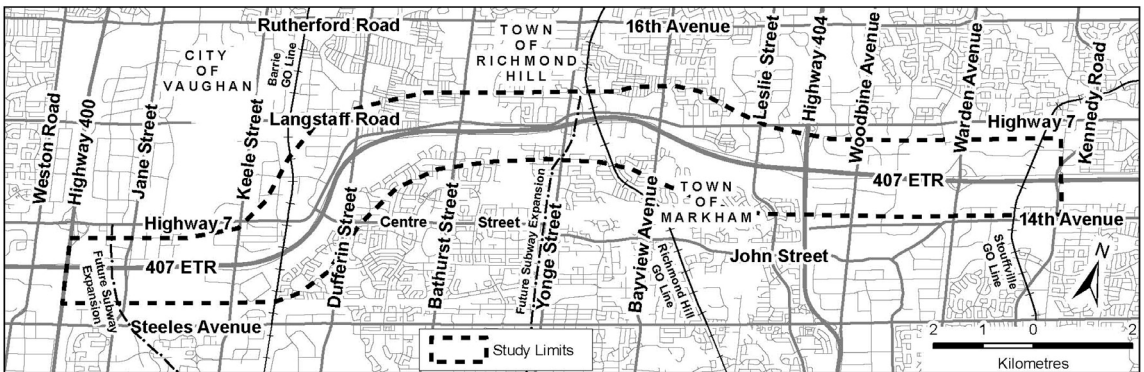 Rutherford Road
16th Avenue
TOWN
OF
RICHMOND
HILL
CITY
OF
VAUGHAN
Barrie
GO Line
Leslie Street
Highway 404
Woodbine Avenue
Warden Avenue
Kennedy Road
Weston Road
Highway 400
Jane Street
Keele Street
Langstaff Road
Highway 7
407 ETR
Highway 7
407 ETR
Dufferin Street
Centre Street
Bathurst Street
Future Subway Expansion
Yonge Street
Bayview Avenue
TOWN
OF
MARKHAM
14th Avenue
Richmond Hill
GO Line
John Street
Stouffville
GO Line
N
Future Subway
Expansion
Steeles Avenue
Study Limits
2 1 0 2
Kilometres